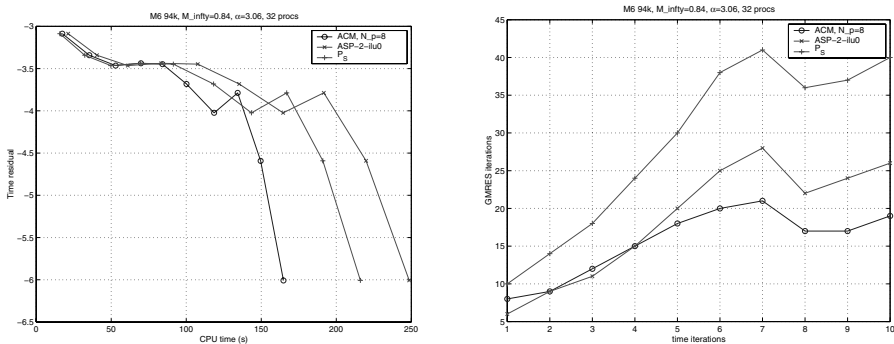 M6 94k, M_infty=0.84, α=3.06, 32 procs
ACM, N_p=8
ASP-2-ilu0
P_S
-3
-3.5
-4
-4.5
-5
-5.5
-6
-6.5
Time residual
0 50 100 150 200 250
CPU time (s)
M6 94k, M_infty=0.84, α=3.06, 32 procs
ACM, N_p=8
ASP-2-ilu0
P_S
45
40
35
30
25
20
15
10
5
GMRES iterations
1 2 3 4 5 6 7 8 9 10
time iterations